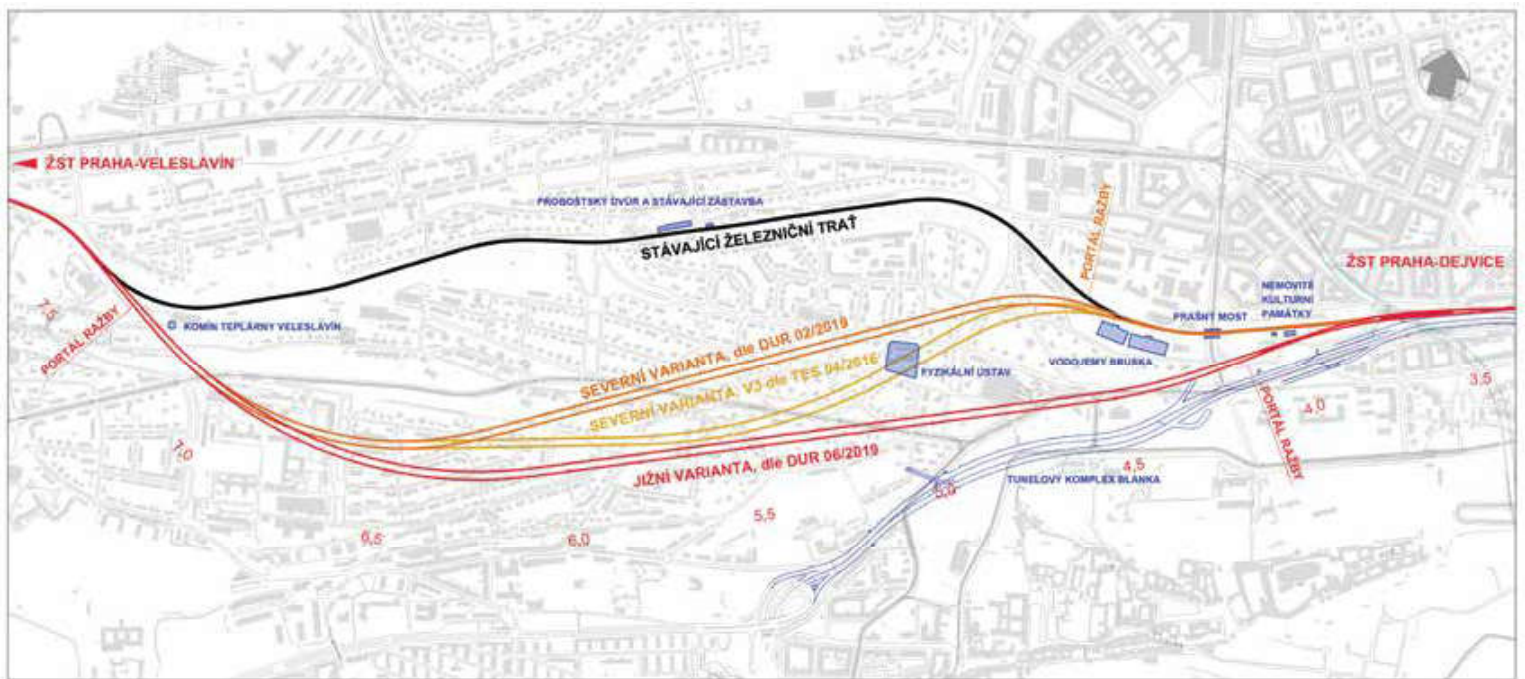 ŽST PRAHA-VELESLAVÍN
PROBOŠTSKÝ DVŮR A STÁVAJÍCÍ ZÁSTAVBA
STÁVAJÍCÍ ŽELEZNIČNÍ TRAŤ
PORTÁL RAŽBY
ŽST PRAHA-DEJVICE
NEMOVITÉ
KULTURNÍ
PAMÁTKY
PRAŠNÝ MOST
7,5
PORTÁL RAŽBY
KOMÍN TEPLÁRNY VELESLAVÍN
SEVERNÍ VARIANTA, dle DUR 02/2019
SEVERNÍ VARIANTA, V3 dle TES 04/2016
FYZIKÁLNÍ ÚSTAV
VODOJEMY BRUSKA
3,5
4,0
PORTÁL RAŽBY
7,0
JIŽNÍ VARIANTA, dle DUR 06/2019
4,5
TUNELOVÝ KOMPLEX BLANKA
5,0
5,5
6,0
6,5